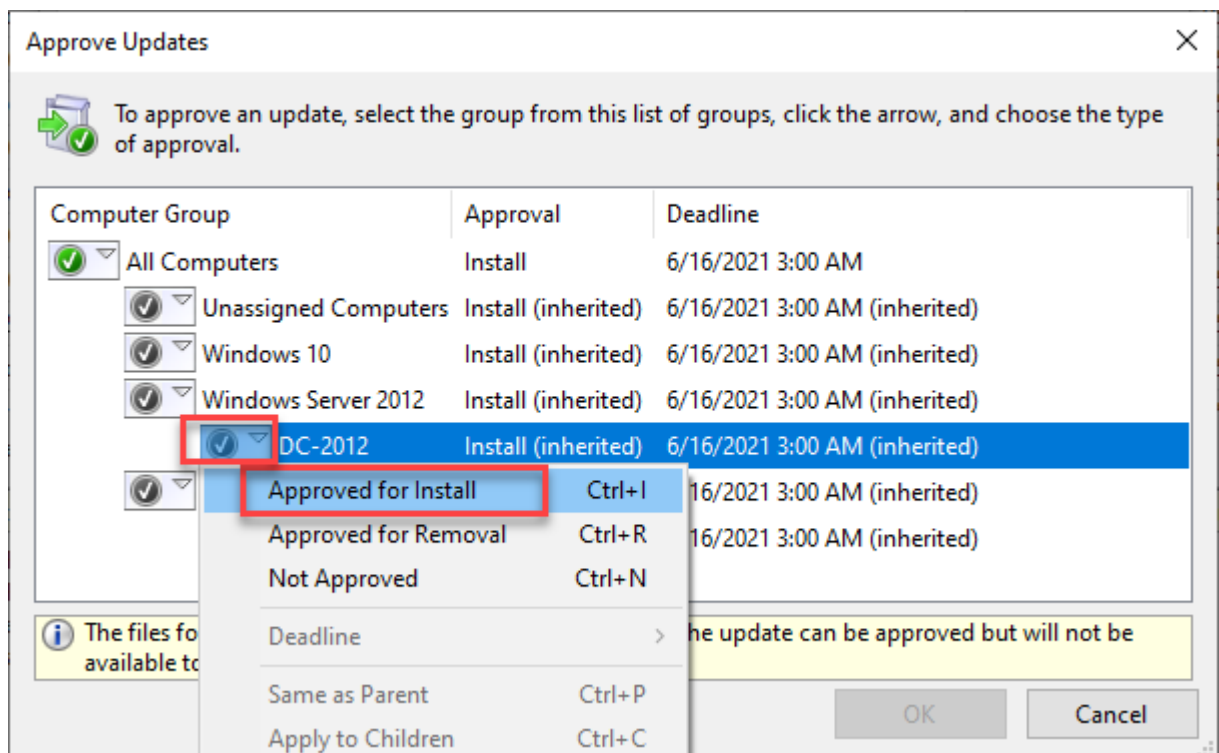 Approve Updates
To approve an update, select the group from this list of groups, click the arrow, and choose the type
of approval.
Computer Group Approval Deadline
All Computers Install 6/16/2021 3:00 AM
Unassigned Computers Install (inherited) 6/16/2021 3:00 AM (inherited)
Windows 10 Install (inherited) 6/16/2021 3:00 AM (inherited)
Windows Server 2012 Install (inherited) 6/16/2021 3:00 AM (inherited)
DC-2012 Install (inherited) 6/16/2021 3:00 AM (inherited)
Approved for Install Ctrl+I 16/2021 3:00 AM (inherited)
Approved for Removal Ctrl+R 16/2021 3:00 AM (inherited)
Not Approved Ctrl+N
The files fo Deadline he update can be approved but will not be
available to
Same as Parent Ctrl+P
OK Cancel
Apply to Children Ctrl+C